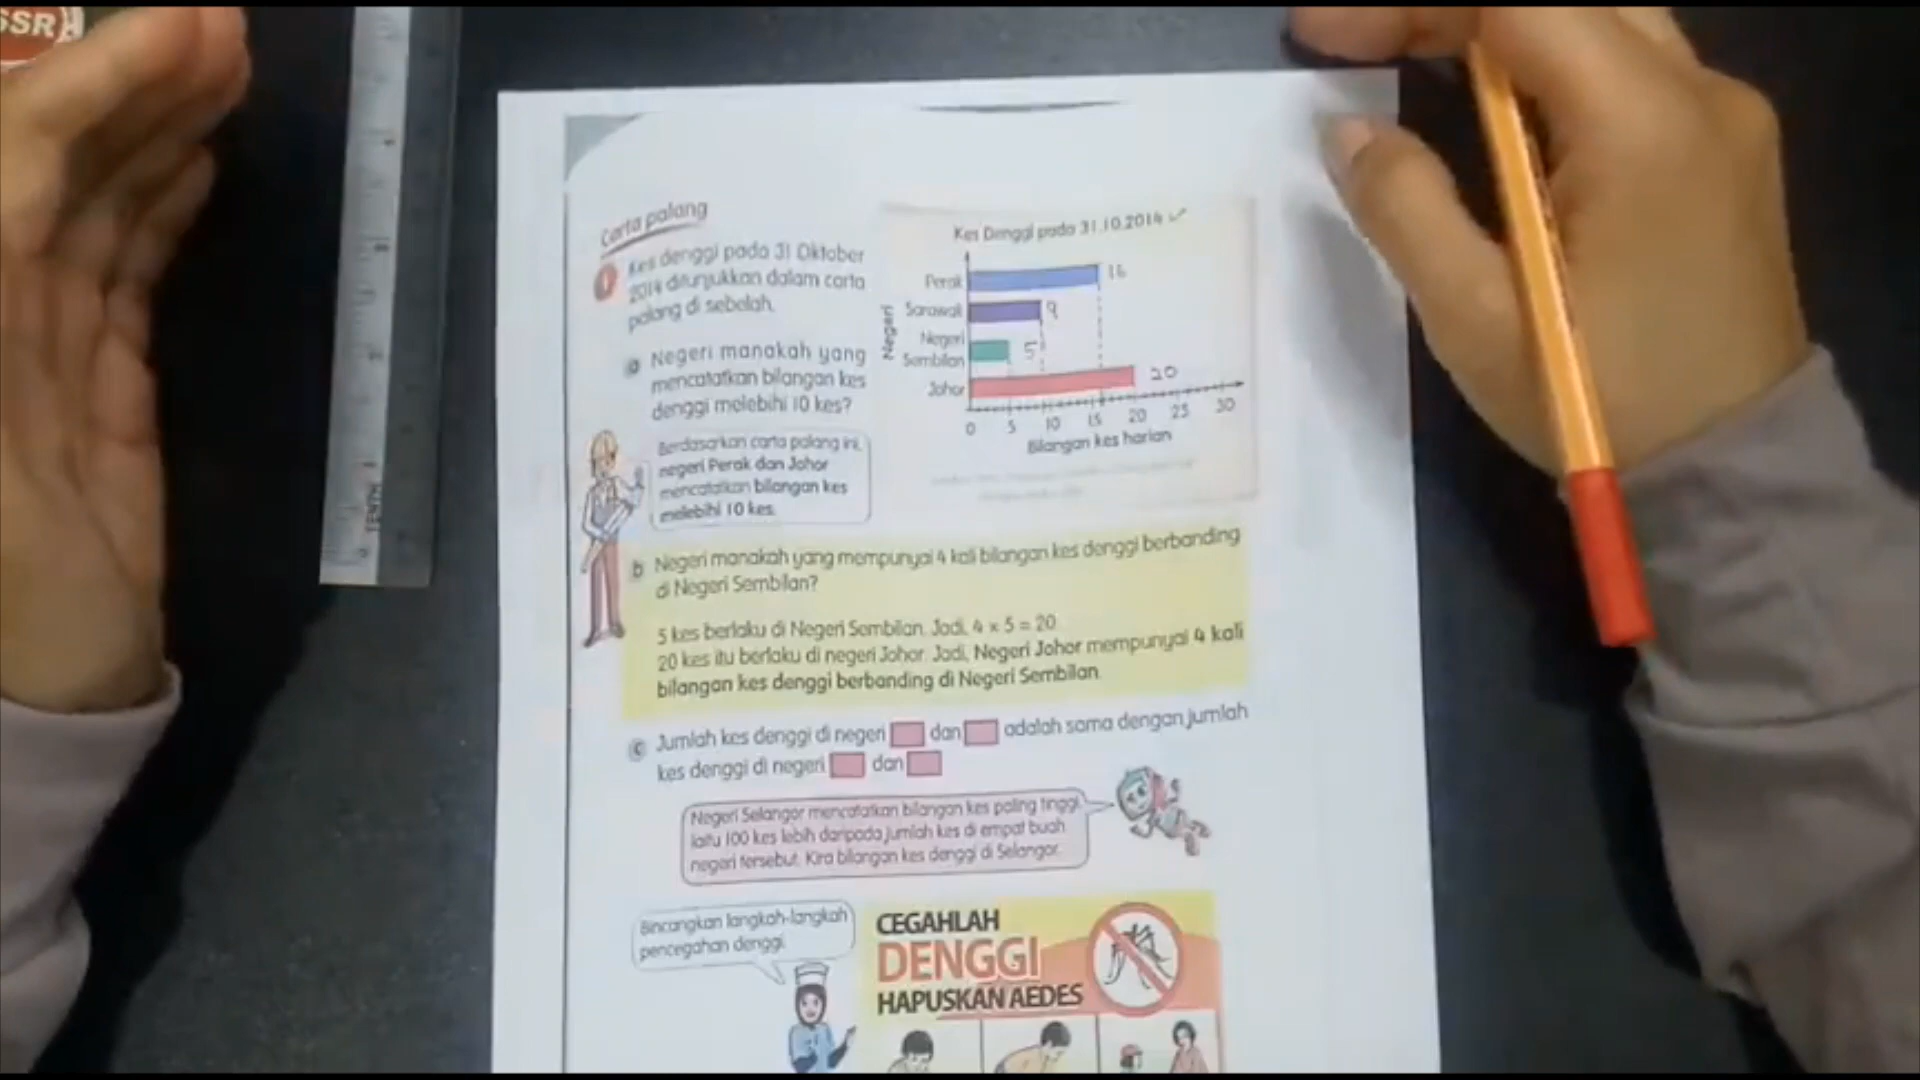 SSR
Carta palang
1
Kes denggi pada 31 Oktober
2014 ditunjukkan dalam carta
palang di sebelah.
a Negeri manakah yang
mencatatkan bilangan kes
denggi melebihi 10 kes?
Berdasarkan carta palang ini,
negeri Perak dan Johor
mencatatkan bilangan kes
melebihi 10 kes.
Kes Denggi pada 31.10.2014
Negeri
Perak
16
Sarawak
9
Negeri
Sembilan
5
Johor
20
0 5 10 15 20 25 30
Bilangan kes harian
b Negeri manakah yang mempunyai 4 kali bilangan kes denggi berbanding
di Negeri Sembilan?
5 kes berlaku di Negeri Sembilan. Jadi, 4 × 5 = 20
20 kes itu berlaku di negeri Johor. Jadi, Negeri Johor mempunyai 4 kali
bilangan kes denggi berbanding di Negeri Sembilan.
c Jumlah kes denggi di negeri dan adalah sama dengan jumlah
kes denggi di negeri dan
Negeri Selangor mencatatkan bilangan kes paling tinggi,
iaitu 100 kes lebih daripada jumlah kes di empat buah
negeri tersebut. Kira bilangan kes denggi di Selangor.
Bincangkan langkah-langkah
pencegahan denggi.
CEGAHLAH
DENGGI
HAPUSKAN AEDES